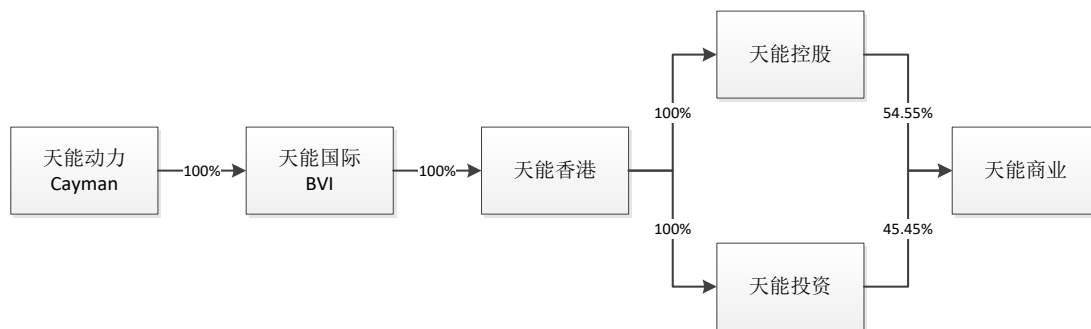 天能控股
100%
54.55%
天能动力
Cayman
100%
天能国际
BVI
100%
天能香港
天能商业
100%
45.45%
天能投资